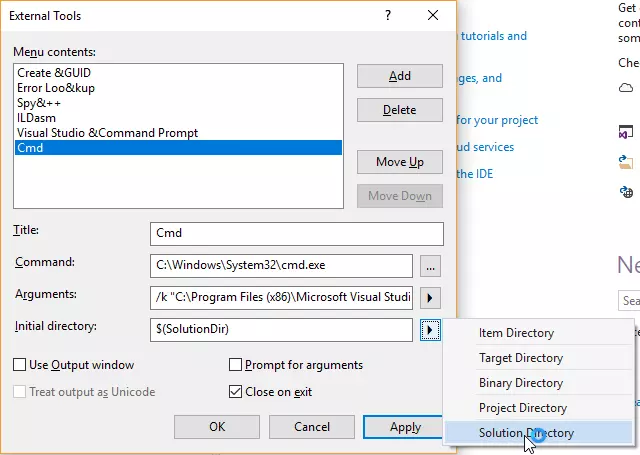 External Tools
Menu contents:
Create &GUID
Error Loo&kup
Spy&++
ILDasm
Visual Studio &Command Prompt
Cmd
Add
Delete
Move Up
Move Down
Title:
Cmd
Command:
C:\Windows\System32\cmd.exe
...
Arguments:
/k "C:\Program Files (x86)\Microsoft Visual Studi
Initial directory:
$(SolutionDir)
Use Output window
Prompt for arguments
Treat output as Unicode
Close on exit
OK
Cancel
Apply
Item Directory
Target Directory
Binary Directory
Project Directory
Solution Directory
tutorials and
ages, and
for your project
ud services
the IDE
Get
con
som
Che
Ne
Sea